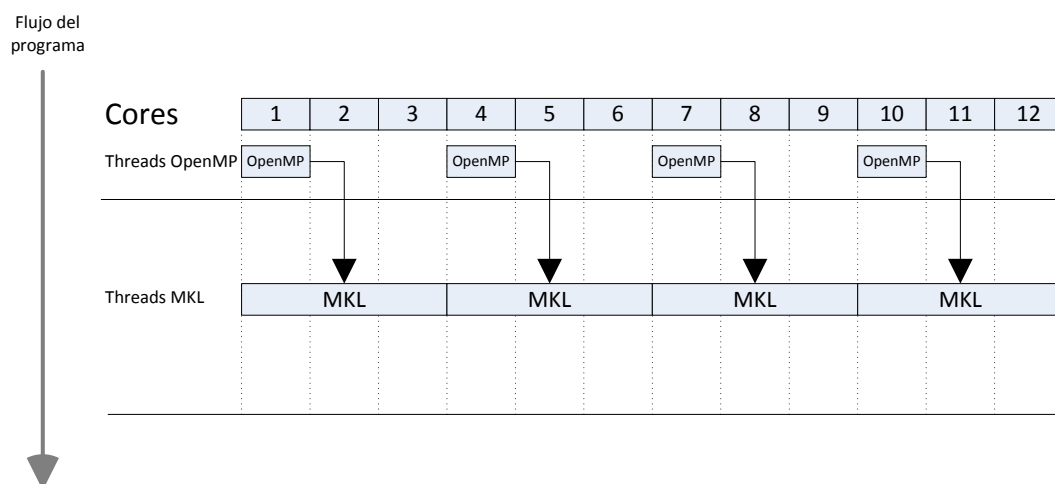 Flujo del
programa
Cores 1 2 3 4 5 6 7 8 9 10 11 12
Threads OpenMP OpenMP OpenMP OpenMP OpenMP
Threads MKL MKL MKL MKL MKL